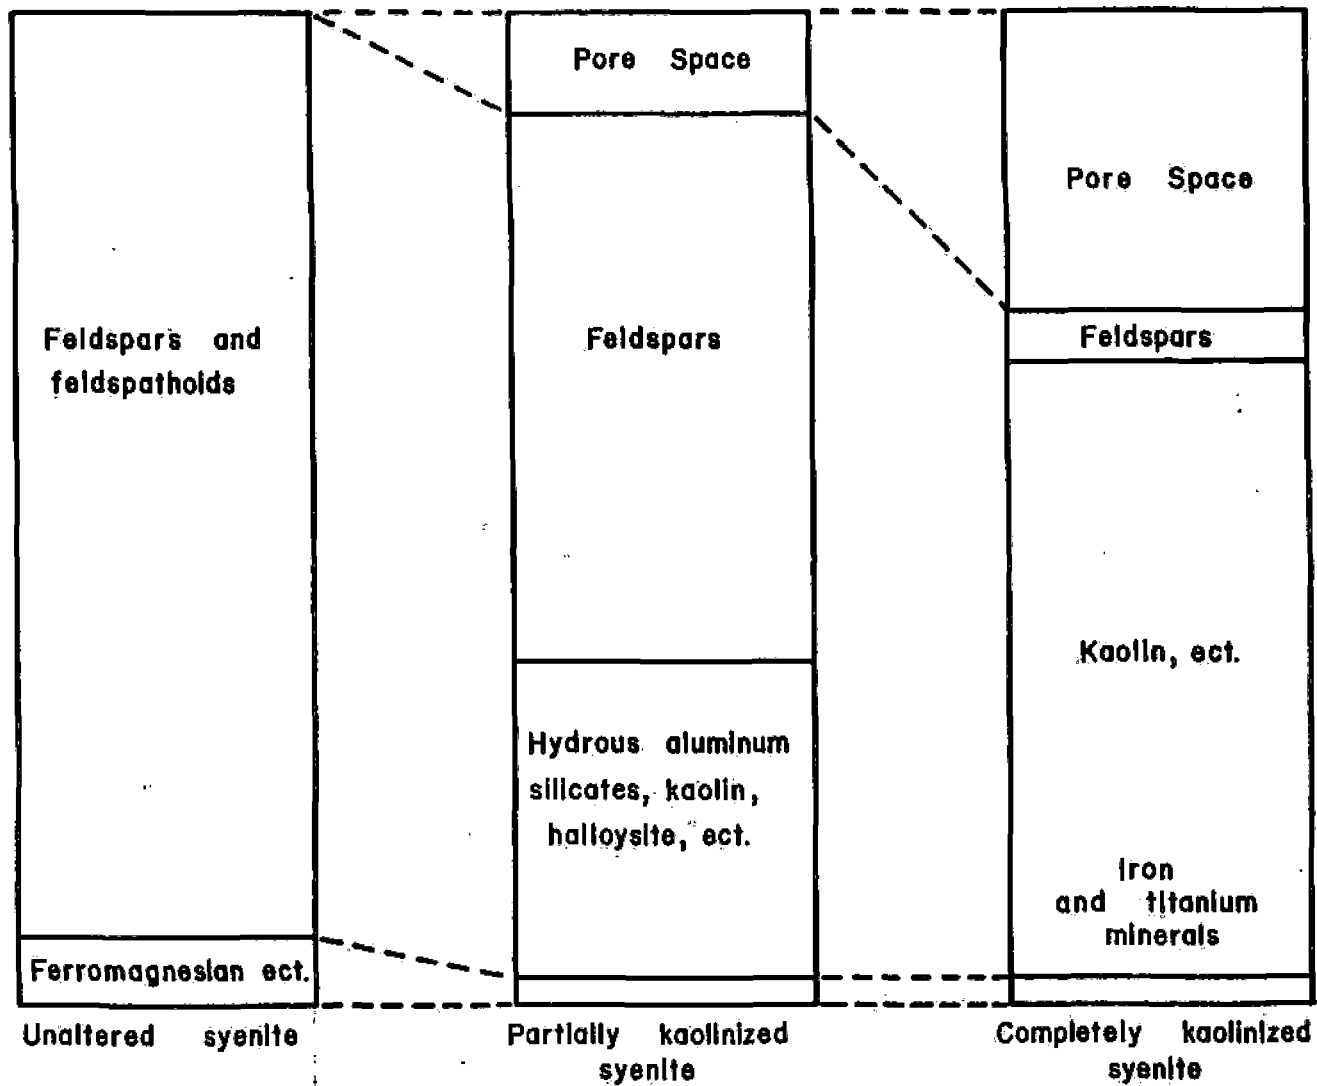 Pore Space
Pore Space
Feldspars and
feldspatholds
Feldspars
Feldspars
Kaolin, ect.
Hydrous aluminum
silicates, kaolin,
halloysite, ect.
Iron
and titanium
minerals
Ferromagnesian ect.
Unaltered syenite
Partially kaolinized
syenite
Completely kaolinized
syenite